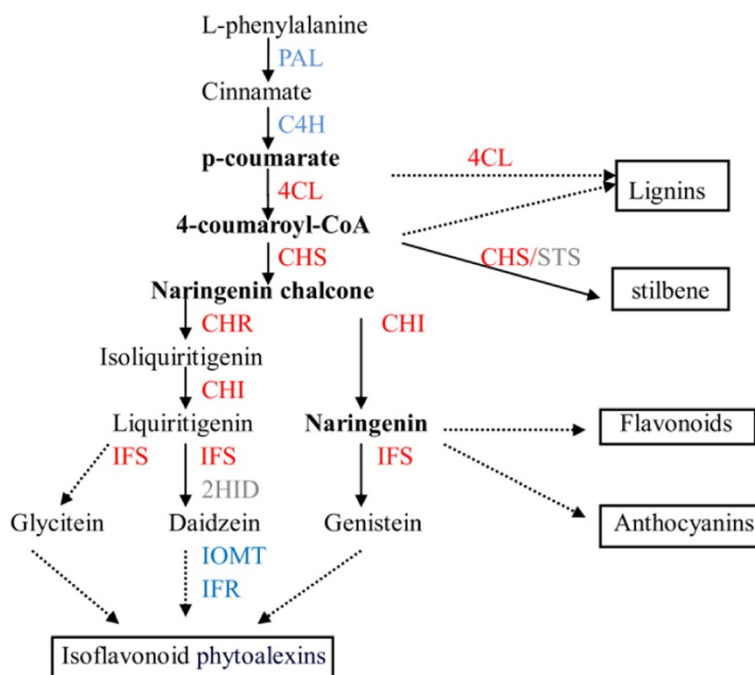 L-phenylalanine
PAL
Cinnamate
C4H
p-coumarate
4CL
4CL
Lignins
4-coumaroyl-CoA
CHS
CHS/STS
Naringenin chalcone
stilbene
CHR
CHI
Isoliquiritigenin
CHI
Liquiritigenin
Naringenin
Flavonoids
IFS
IFS
IFS
2HID
Glycitein
Daidzein
Genistein
Anthocyanins
IOMT
IFR
Isoflavonoid phytoalexins